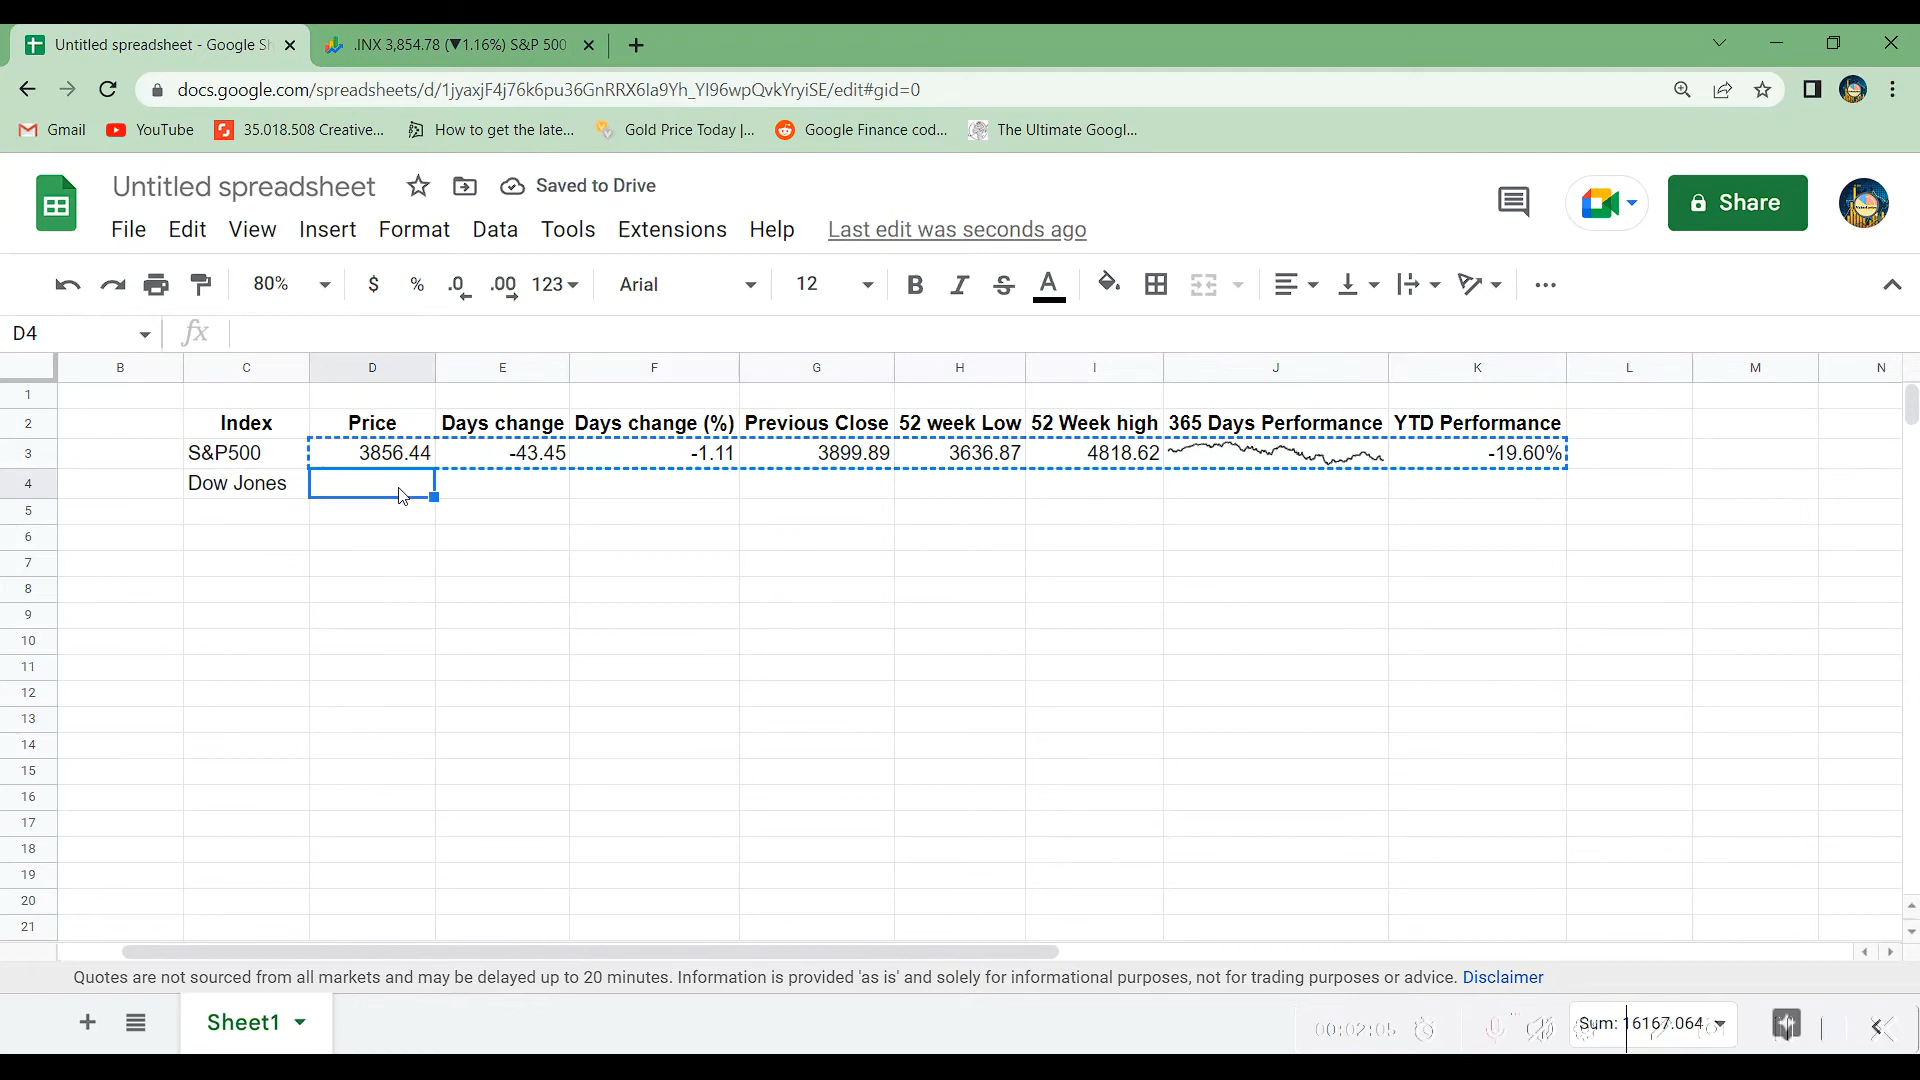 Untitled spreadsheet - Google Sh
.INX 3,854.78 (▼1.16%) S&P 500
docs.google.com/spreadsheets/d/1jyaxjF4j76k6pu36GnRRX6Ia9Yh_YI96wpQvkYryiSE/edit#gid=0
Gmail YouTube 35.018.508 Creative... How to get the late... Gold Price Today |... Google Finance cod... The Ultimate Googl...
Untitled spreadsheet Saved to Drive
File Edit View Insert Format Data Tools Extensions Help Last edit was seconds ago
Share
80% $ % .0 .00 123 Arial 12 B I S A
D4 fx
B C D E F G H I J K L M N
1
2 Index Price Days change Days change (%) Previous Close 52 week Low 52 Week high 365 Days Performance YTD Performance
3 S&P500 3856.44 -43.45 -1.11 3899.89 3636.87 4818.62 -19.60%
4 Dow Jones
5
6
7
8
9
10
11
12
13
14
15
16
17
18
19
20
21
Quotes are not sourced from all markets and may be delayed up to 20 minutes. Information is provided 'as is' and solely for informational purposes, not for trading purposes or advice. Disclaimer
Sheet1 00:02:05 Sum: 16167.064